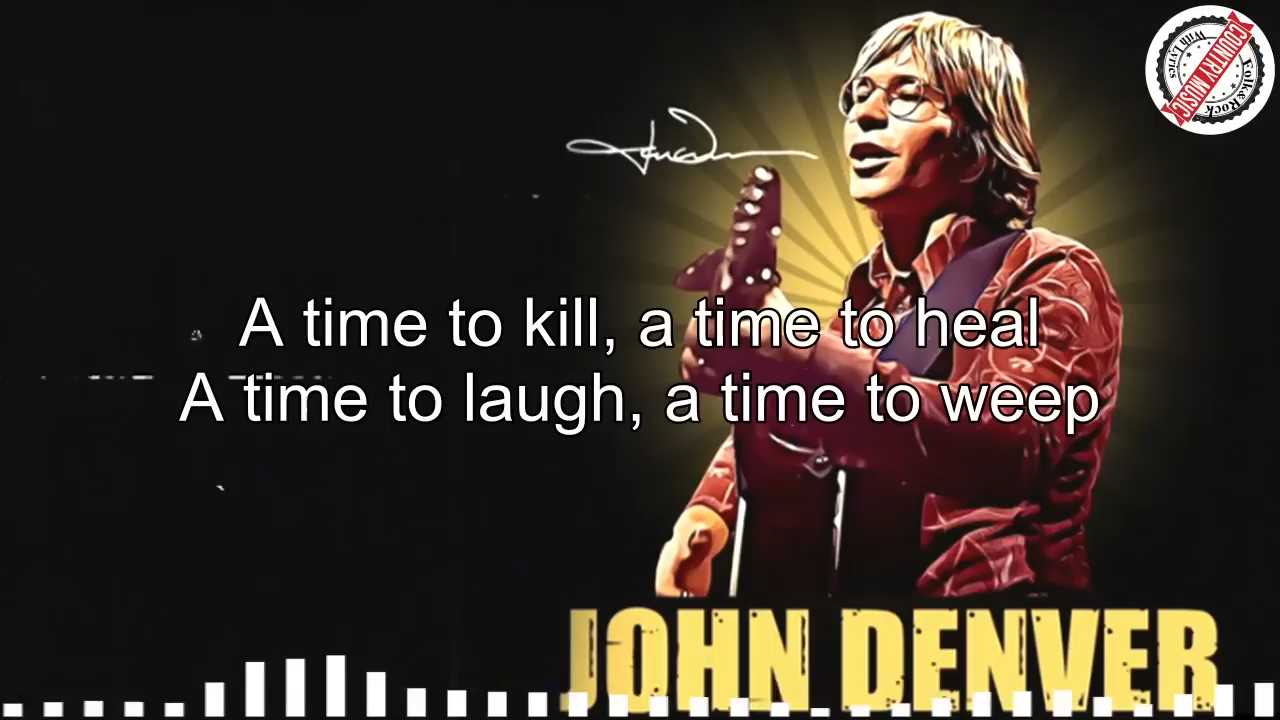 With Lyrics
COUNTRY MUSIC
Folk&Rock
A time to kill, a time to heal
A time to laugh, a time to weep
JOHN DENVER